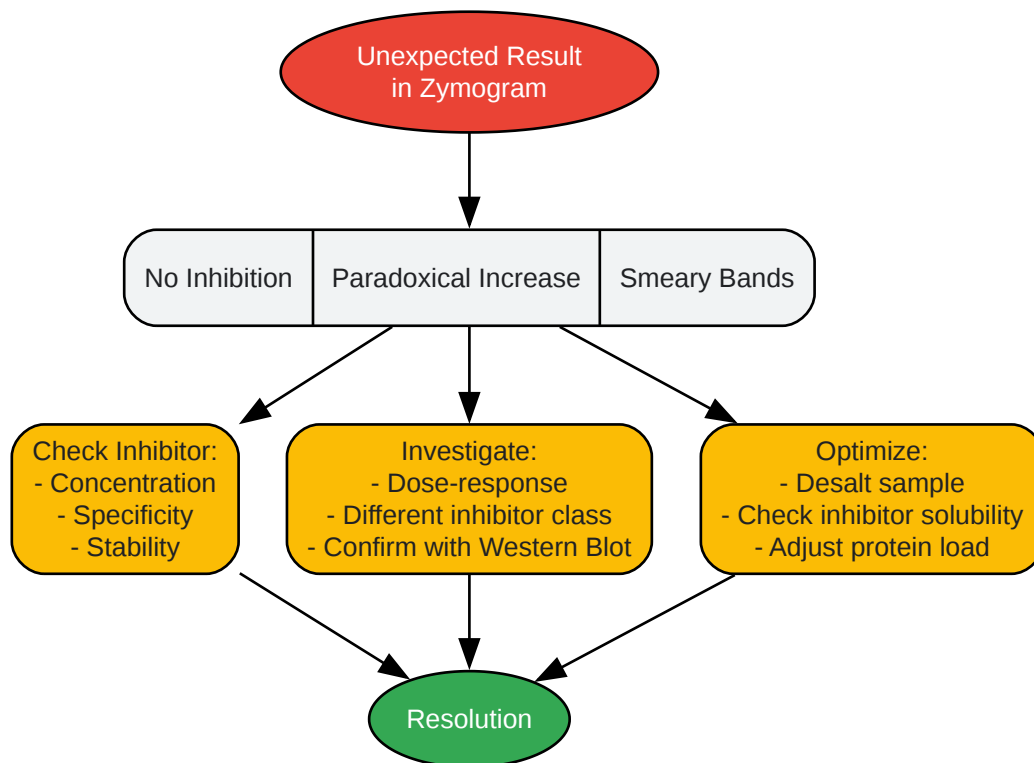 Unexpected Result
in Zymogram
No Inhibition
Paradoxical Increase
Smeary Bands
Check Inhibitor:
- Concentration
- Specificity
- Stability
Investigate:
- Dose-response
- Different inhibitor class
- Confirm with Western Blot
Optimize:
- Desalt sample
- Check inhibitor solubility
- Adjust protein load
Resolution